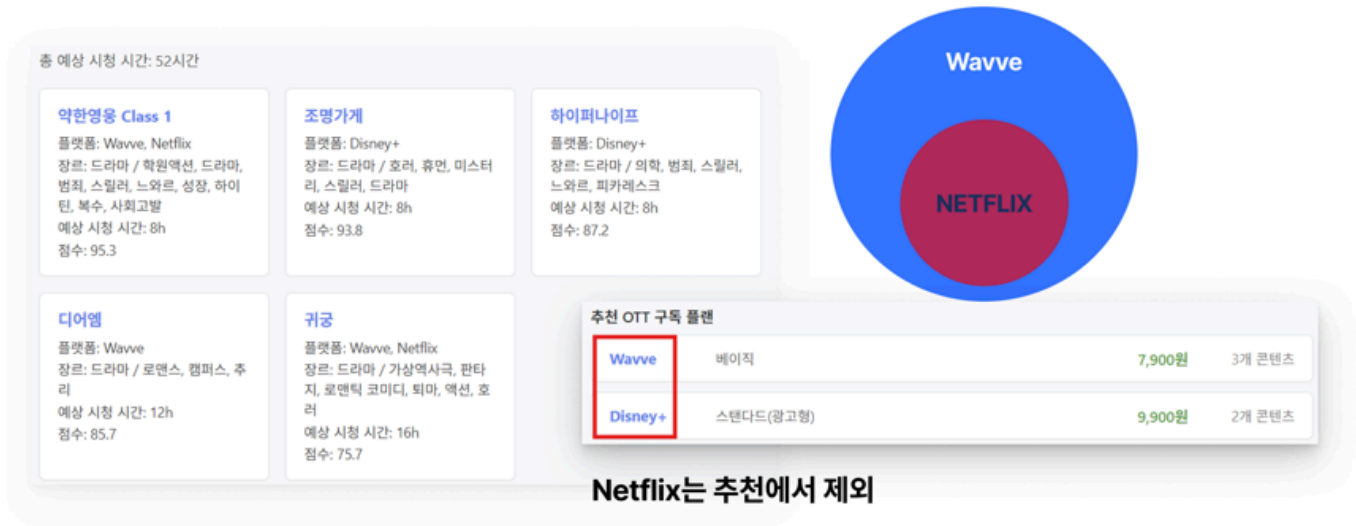 총 예상 시청 시간: 52시간
약한영웅 Class 1
플랫폼: Wavve, Netflix
장르: 드라마 / 학원액션, 드라마,
범죄, 스릴러, 느와르, 성장, 하이
틴, 복수, 사회고발
예상 시청 시간: 8h
점수: 95.3
조명가게
플랫폼: Disney+
장르: 드라마 / 호러, 휴먼, 미스터
리, 스릴러, 드라마
예상 시청 시간: 8h
점수: 93.8
하이퍼나이프
플랫폼: Disney+
장르: 드라마 / 의학, 범죄, 스릴러,
느와르, 피카레스크
예상 시청 시간: 8h
점수: 87.2
디어엠
플랫폼: Wavve
장르: 드라마 / 로맨스, 캠퍼스, 추
리
예상 시청 시간: 12h
점수: 85.7
귀궁
플랫폼: Wavve, Netflix
장르: 드라마 / 가상역사극, 판타
지, 로맨틱 코미디, 퇴마, 액션, 호
러
예상 시청 시간: 16h
점수: 75.7
Wavve
NETFLIX
추천 OTT 구독 플랜
Wavve 베이직 7,900원 3개 콘텐츠
Disney+ 스탠다드(광고형) 9,900원 2개 콘텐츠
Netflix는 추천에서 제외